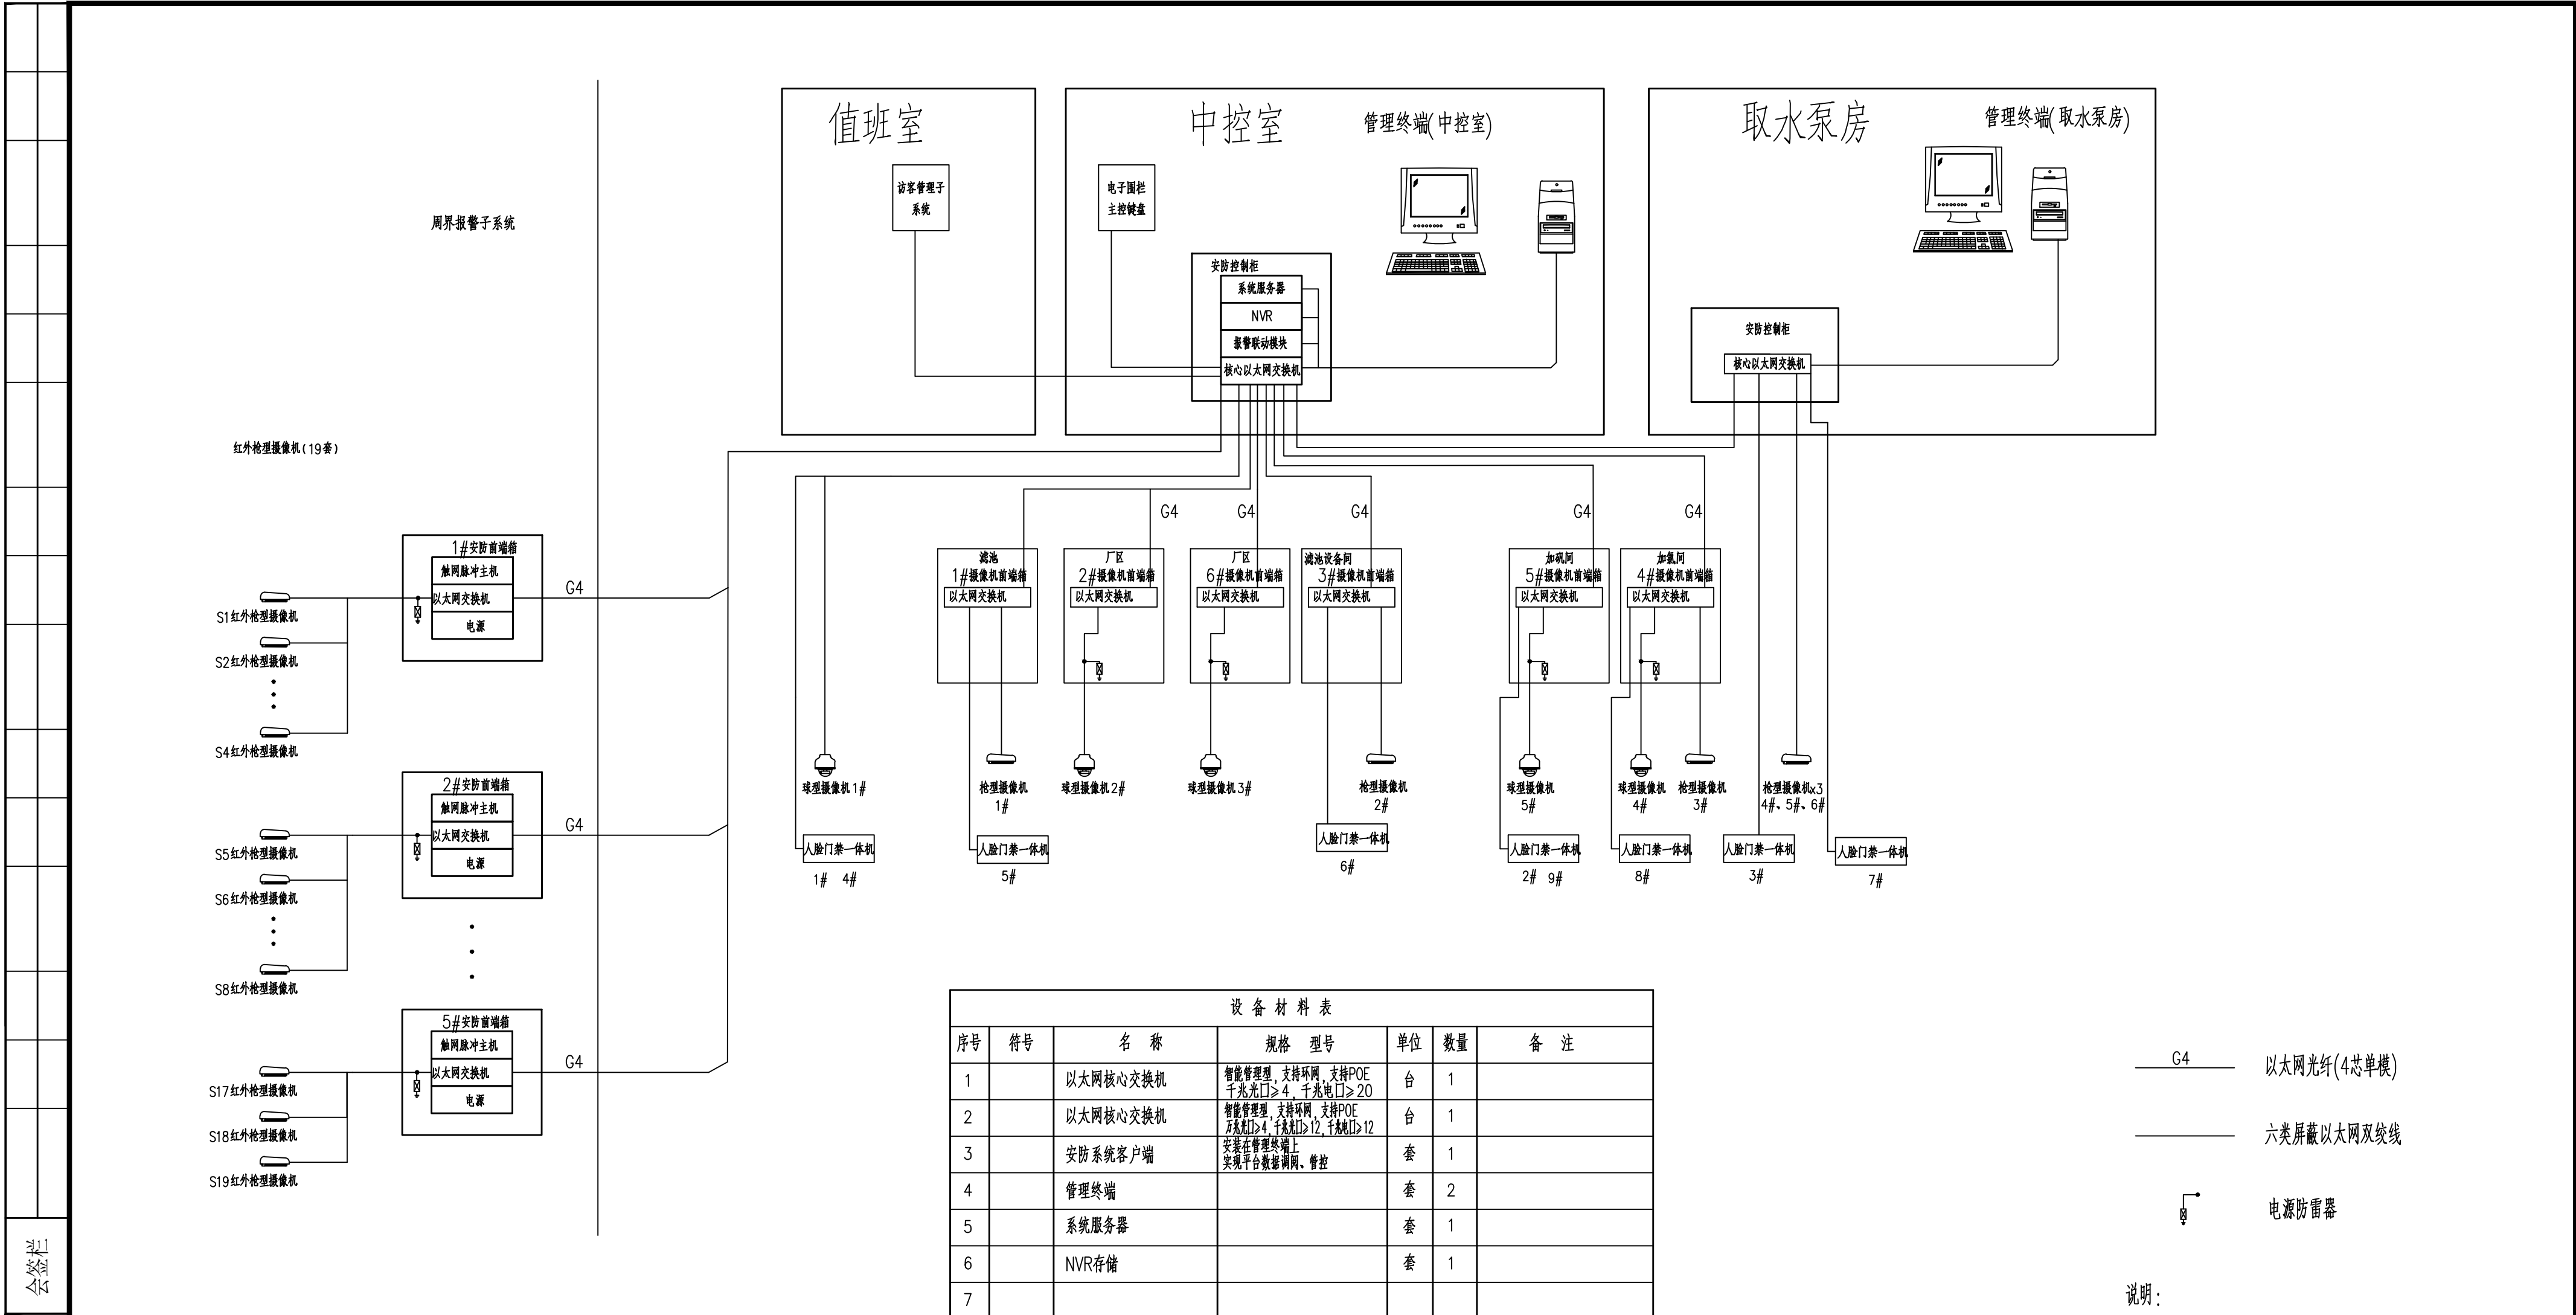 值班室
中控室
管理终端(中控室)
取水泵房
管理终端(取水泵房)
访客管理子
系统
电子围栏
主控键盘
周界报警子系统
安防控制柜
系统服务器
NVR
报警联动模块
核心以太网交换机
安防控制柜
核心以太网交换机
红外枪型摄像机(19套)
G4
G4
G4
G4
G4
1#安防前端箱
触网脉冲主机
以太网交换机
电源
G4
S1红外枪型摄像机
S2红外枪型摄像机
S4红外枪型摄像机
滤池
1#摄像机前端箱
以太网交换机
厂区
2#摄像机前端箱
以太网交换机
厂区
6#摄像机前端箱
以太网交换机
滤池设备间
3#摄像机前端箱
以太网交换机
加矾间
5#摄像机前端箱
以太网交换机
加氯间
4#摄像机前端箱
以太网交换机
2#安防前端箱
触网脉冲主机
以太网交换机
电源
G4
S5红外枪型摄像机
S6红外枪型摄像机
S8红外枪型摄像机
球型摄像机1#
枪型摄像机
1#
球型摄像机2#
球型摄像机3#
枪型摄像机
2#
球型摄像机
5#
球型摄像机
4#
枪型摄像机
3#
枪型摄像机x3
4#、5#、6#
人脸门禁一体机
1# 4#
人脸门禁一体机
5#
人脸门禁一体机
6#
人脸门禁一体机
2# 9#
人脸门禁一体机
8#
人脸门禁一体机
3#
人脸门禁一体机
7#
5#安防前端箱
触网脉冲主机
以太网交换机
电源
G4
S17红外枪型摄像机
S18红外枪型摄像机
S19红外枪型摄像机
设备材料表
序号 符号 名称 规格 型号 单位 数量 备注
1 以太网核心交换机 智能管理型,支持环网,支持POE 台 1
千兆光口≥4,千兆电口≥20
2 以太网核心交换机 智能管理型,支持环网,支持POE 台 1
万兆光口≥4,千兆光口≥12,千兆电口≥12
3 安防系统客户端 安装在管理终端上 套 1
实现平台数据调阅、管控
4 管理终端 套 2
5 系统服务器 套 1
6 NVR存储 套 1
7
G4 以太网光纤(4芯单模)
六类屏蔽以太网双绞线
电源防雷器
说明:
会签栏